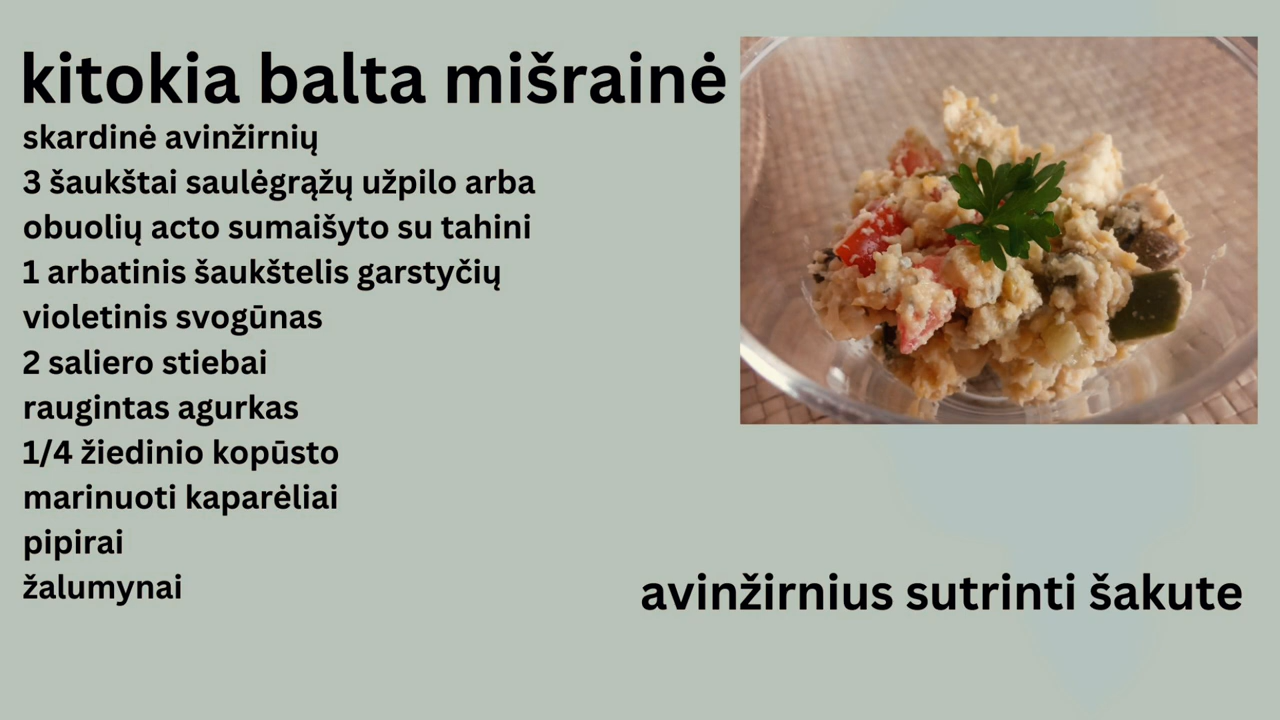 kitokia balta mišrainė
skardinė avinžirnių
3 šaukštai saulėgrąžų užpilo arba
obuolių acto sumaišyto su tahini
1 arbatinis šaukštelis garstyčių
violetinis svogūnas
2 saliero stiebai
raugintas agurkas
1/4 žiedinio kopūsto
marinuoti kaparėliai
pipirai
žalumynai
avinžirnius sutrinti šakute